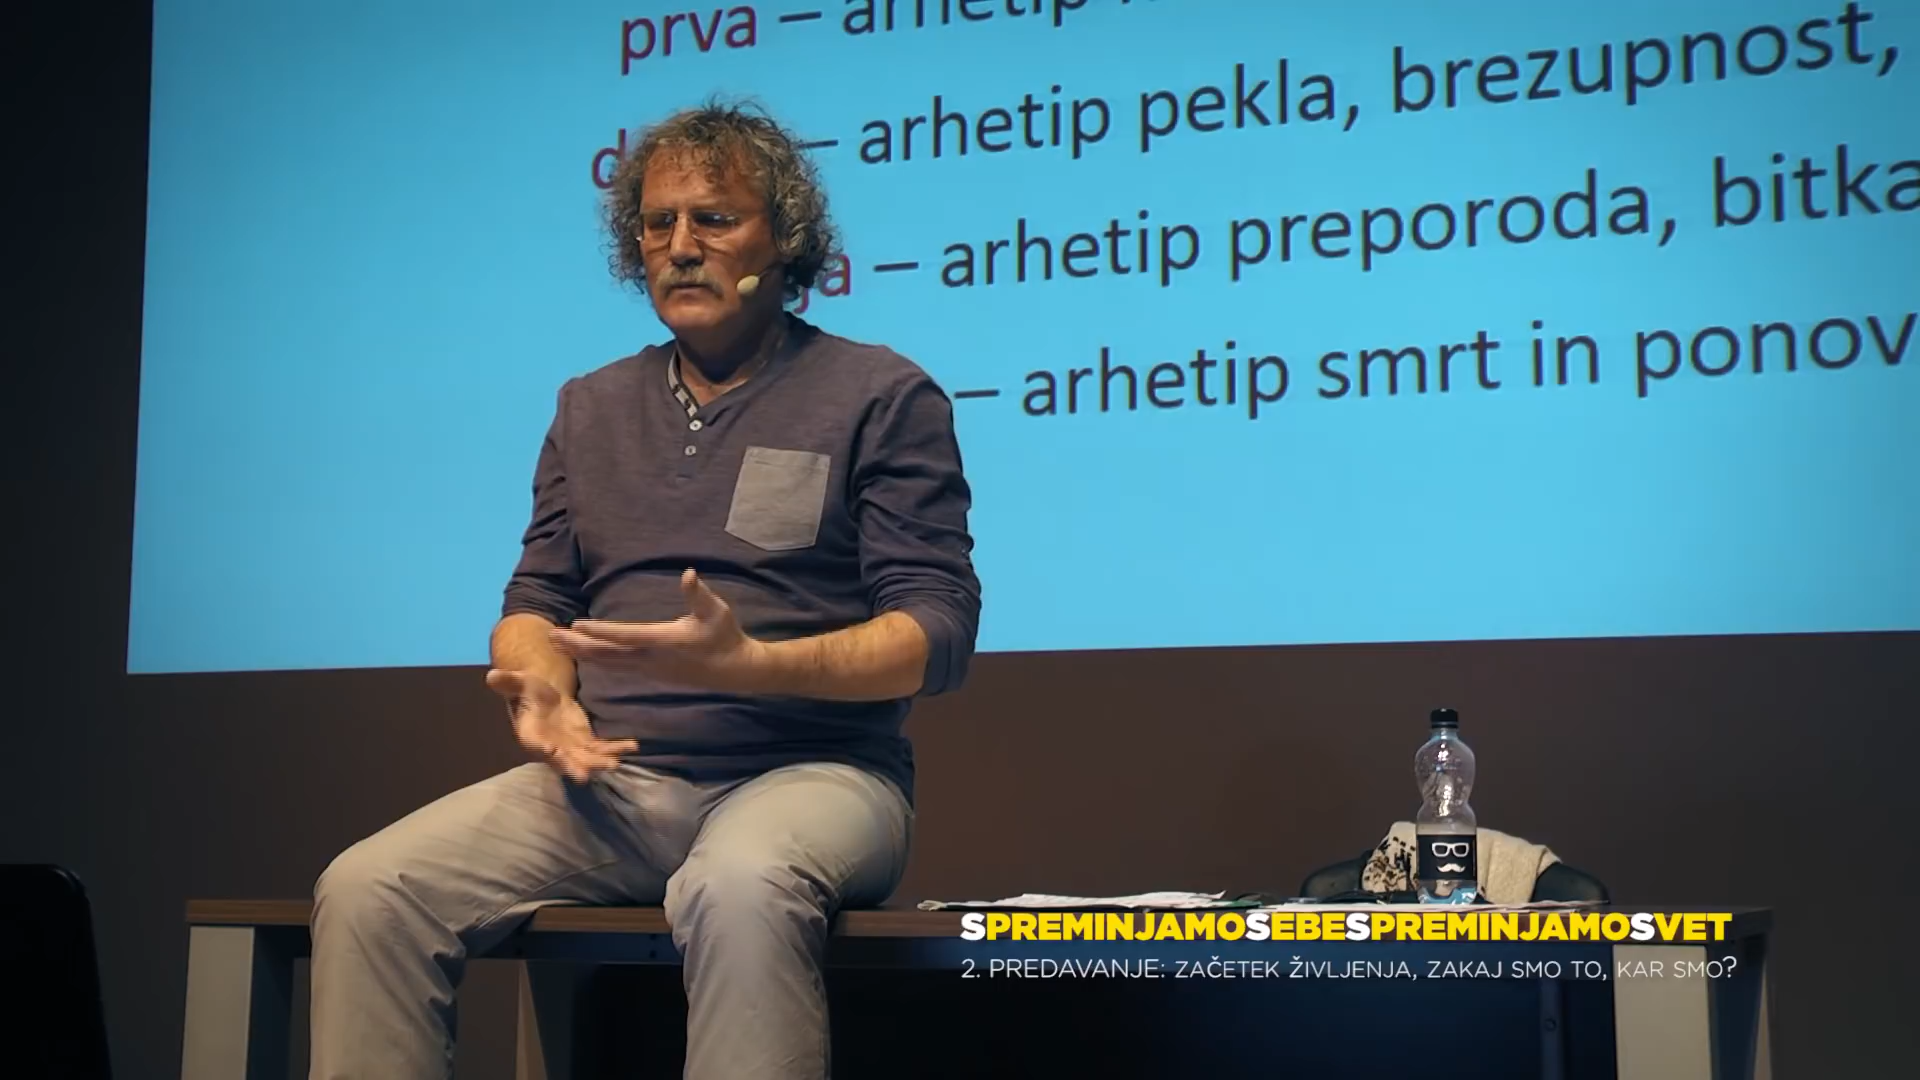 prva – arhetip
– arhetip pekla, brezupnost,
– arhetip preporoda, bitka
– arhetip smrt in ponov
SPREMINJAMOSEBESPREMINJAMOSVET
2. PREDAVANJE: ZAČETEK ŽIVLJENJA, ZAKAJ SMO TO, KAR SMO?